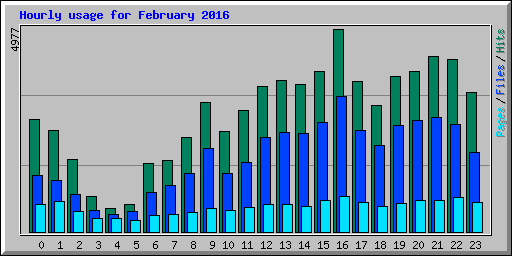 Hourly usage for February 2016
4977
Pages/Files/Hits
0 1 2 3 4 5 6 7 8 9 10 11 12 13 14 15 16 17 18 19 20 21 22 23